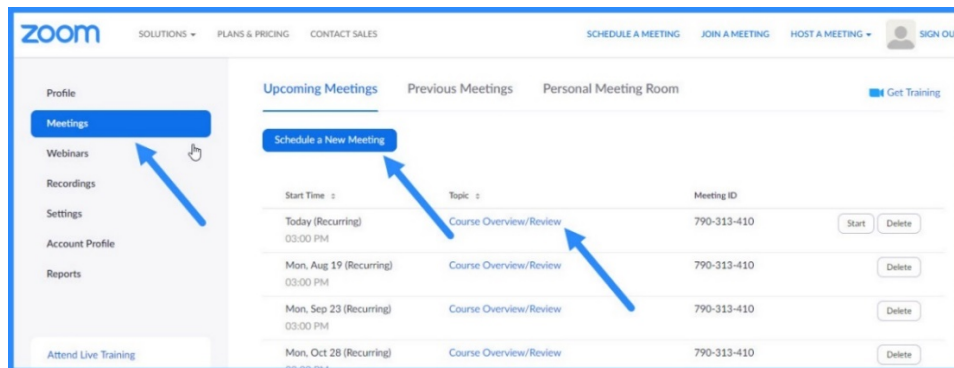 zoom SOLUTIONS PLANS & PRICING CONTACT SALES SCHEDULE A MEETING JOIN A MEETING HOST A MEETING SIGN OU
Profile
Meetings
Webinars
Recordings
Settings
Account Profile
Reports
Attend Live Training
Upcoming Meetings Previous Meetings Personal Meeting Room Get Training
Schedule a New Meeting
Start Time Topic Meeting ID
Today (Recurring) Course Overview/Review 790-313-410 Start Delete
03:00 PM
Mon, Aug 19 (Recurring) Course Overview/Review 790-313-410 Delete
03:00 PM
Mon, Sep 23 (Recurring) Course Overview/Review 790-313-410 Delete
03:00 PM
Mon, Oct 28 (Recurring) Course Overview/Review 790-313-410 Delete